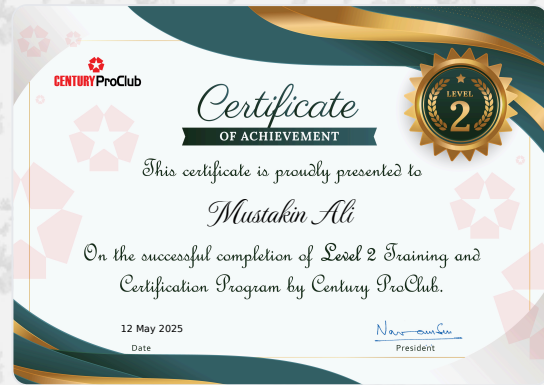 CENTURY ProClub
Certificate
OF ACHIEVEMENT
LEVEL
2
This certificate is proudly presented to
Mustakin Ali
On the successful completion of Level 2 Training and
Certification Program by Century ProClub.
12 May 2025
Date
President